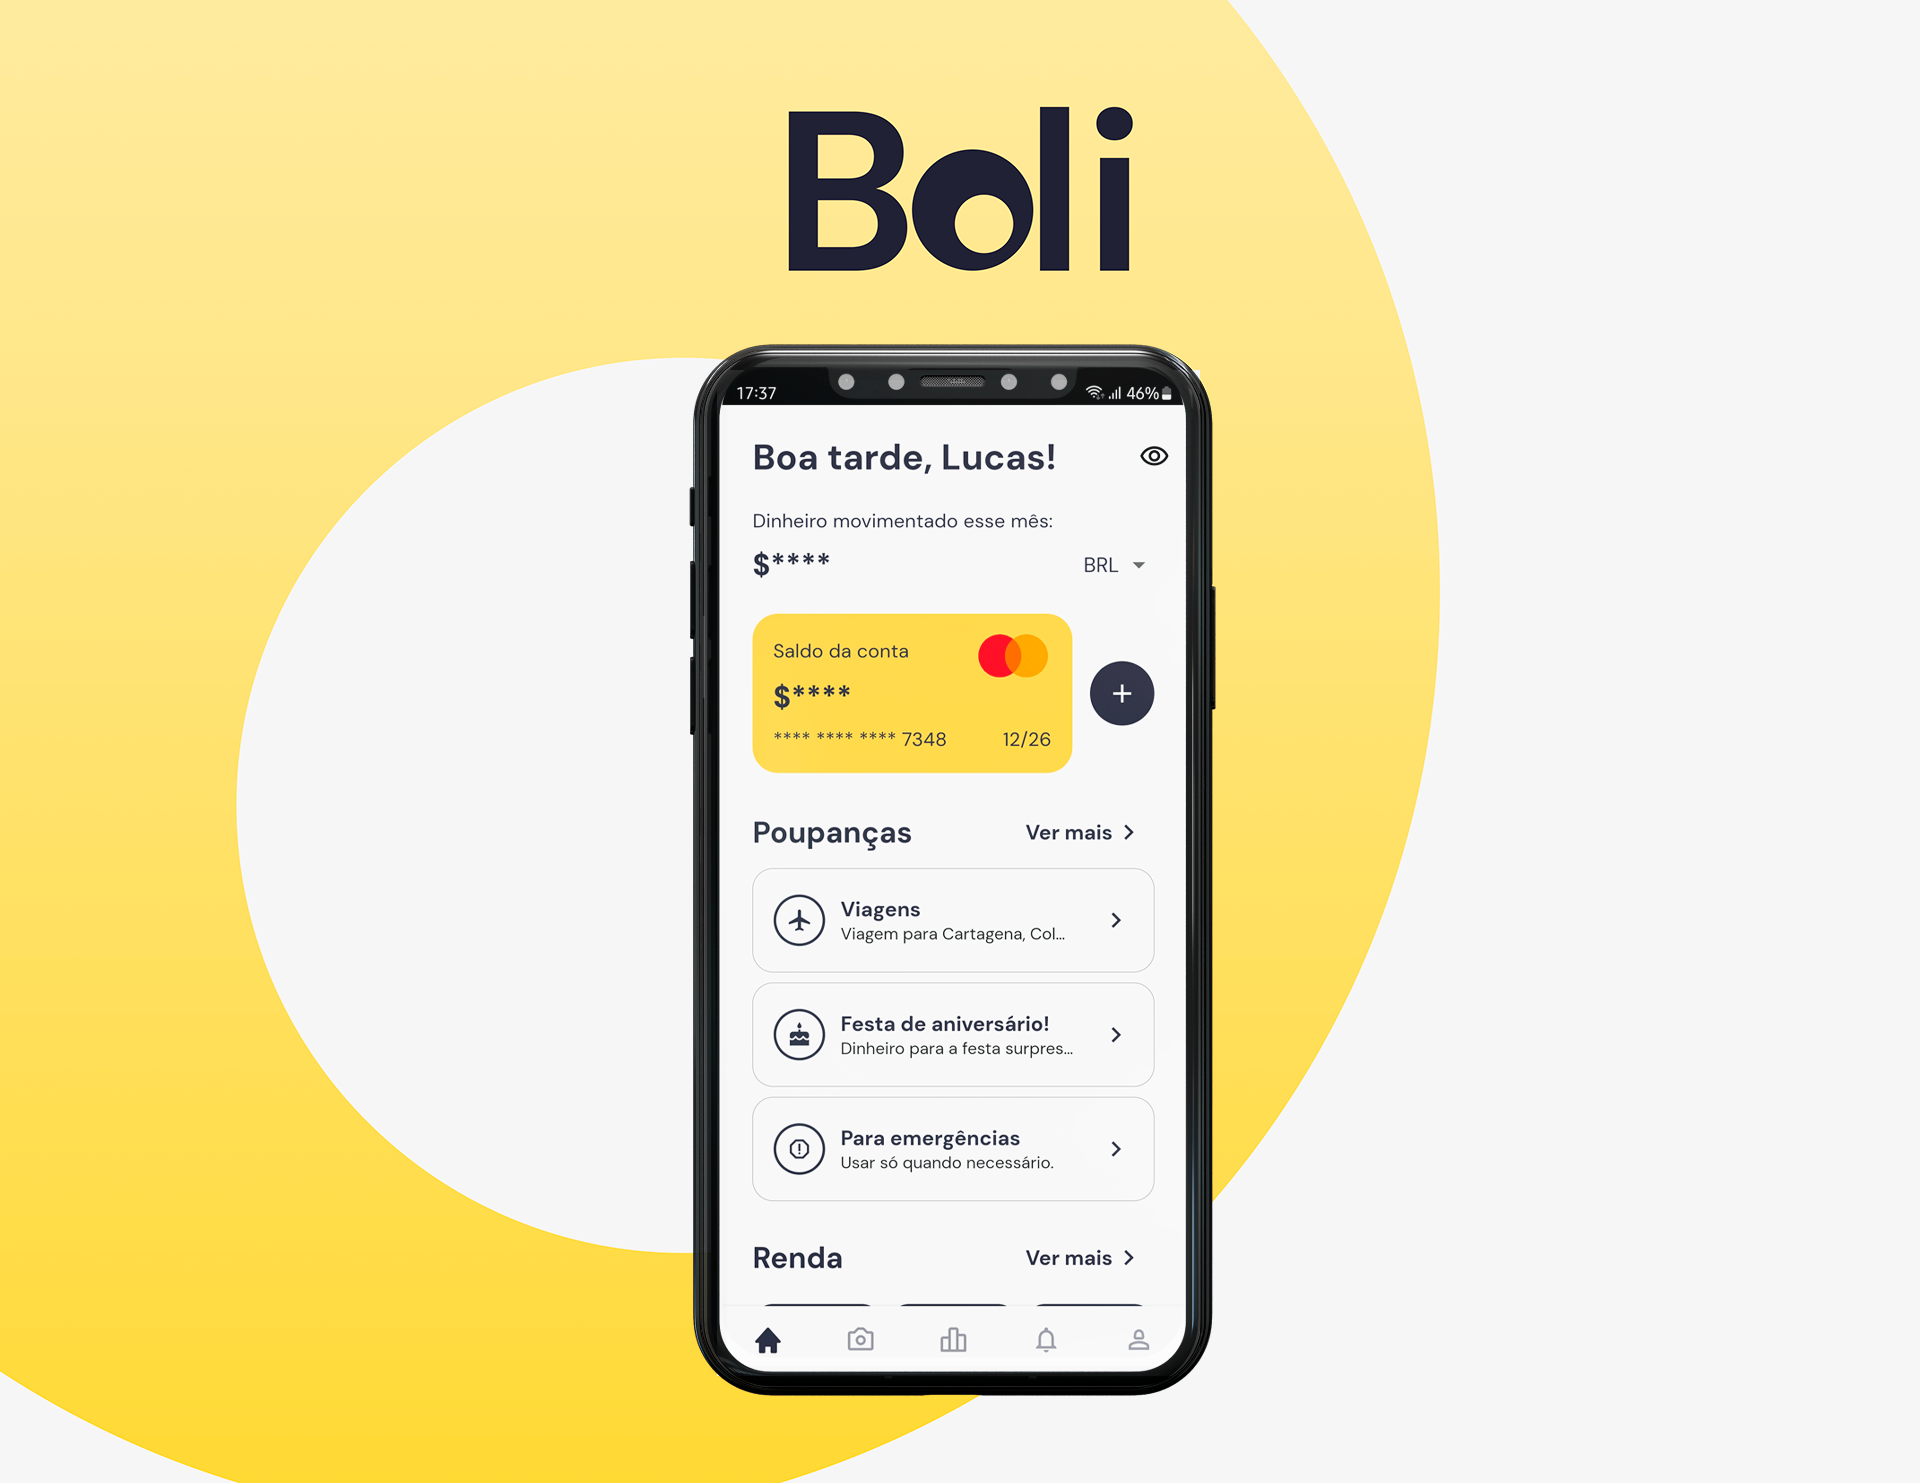 Boli
17:37
46%
Boa tarde, Lucas!
Dinheiro movimentado esse mês:
$****
BRL
Saldo da conta
$****
**** **** **** 7348
12/26
Poupanças
Ver mais
Viagens
Viagem para Cartagena, Col...
Festa de aniversário!
Dinheiro para a festa surpres...
Para emergências
Usar só quando necessário.
Renda
Ver mais